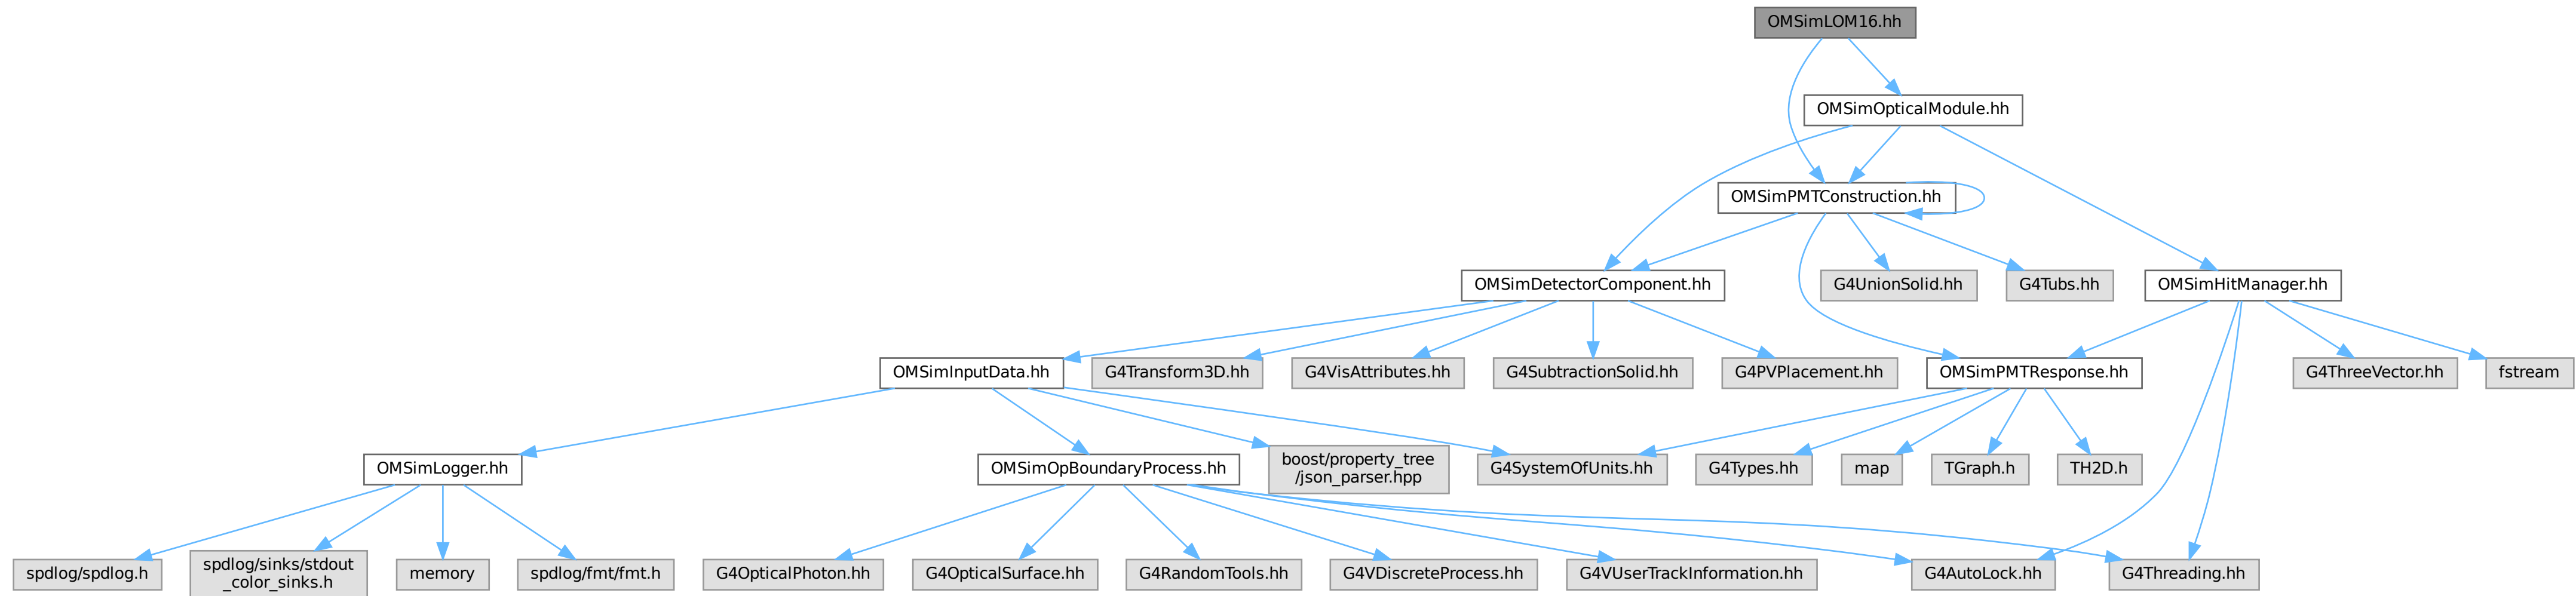 OMSimLOM16.hh
OMSimOpticalModule.hh
OMSimPMTConstruction.hh
OMSimDetectorComponent.hh
G4UnionSolid.hh
G4Tubs.hh
OMSimHitManager.hh
OMSimInputData.hh
G4Transform3D.hh
G4VisAttributes.hh
G4SubtractionSolid.hh
G4PVPlacement.hh
OMSimPMTResponse.hh
G4ThreeVector.hh
fstream
OMSimLogger.hh
OMSimOpBoundaryProcess.hh
boost/property_tree
/json_parser.hpp
G4SystemOfUnits.hh
G4Types.hh
map
TGraph.h
TH2D.h
spdlog/spdlog.h
spdlog/sinks/stdout
_color_sinks.h
memory
spdlog/fmt/fmt.h
G4OpticalPhoton.hh
G4OpticalSurface.hh
G4RandomTools.hh
G4VDiscreteProcess.hh
G4VUserTrackInformation.hh
G4AutoLock.hh
G4Threading.hh